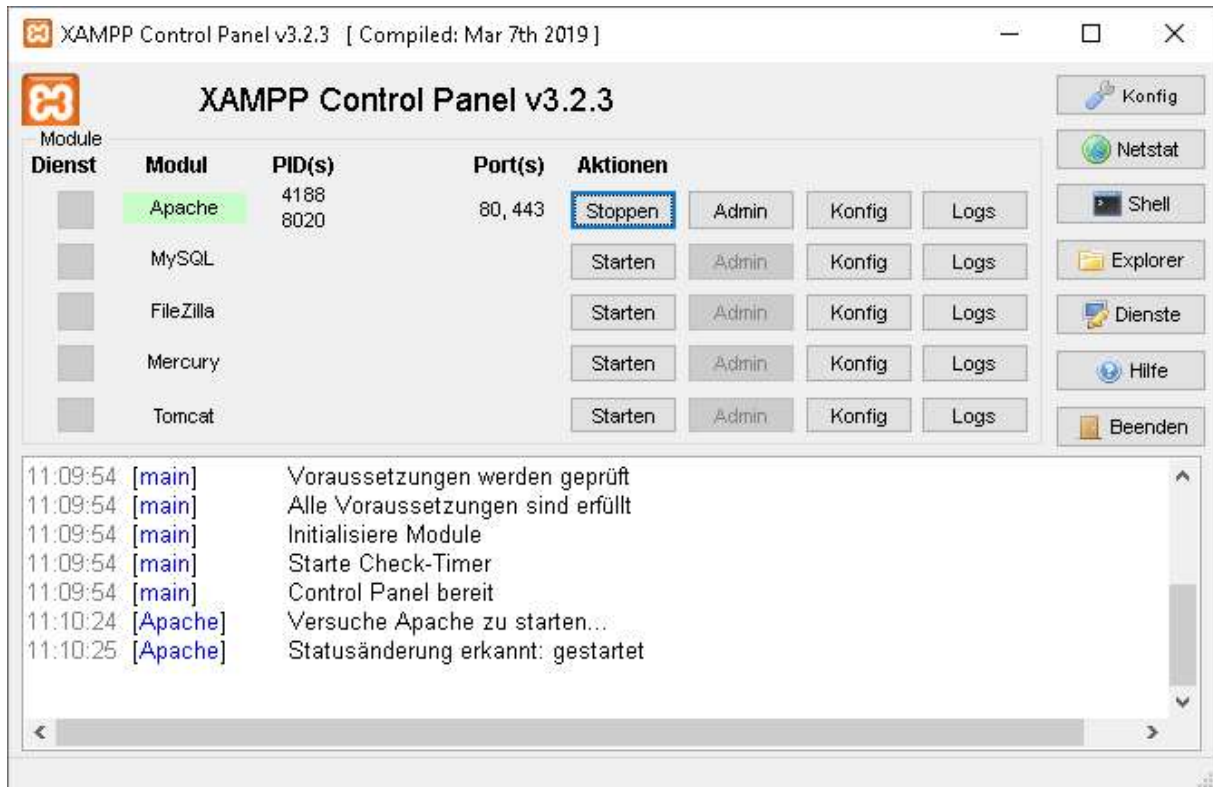 XAMPP Control Panel v3.2.3 [ Compiled: Mar 7th 2019 ]
XAMPP Control Panel v3.2.3
Konfig
Module
Dienst Modul PID(s) Port(s) Aktionen
Netstat
Apache 4188 8020 80, 443 Stoppen Admin Konfig Logs
Shell
MySQL Starten Admin Konfig Logs
Explorer
FileZilla Starten Admin Konfig Logs
Dienste
Mercury Starten Admin Konfig Logs
Hilfe
Tomcat Starten Admin Konfig Logs
Beenden
11:09:54 [main] Voraussetzungen werden geprüft
11:09:54 [main] Alle Voraussetzungen sind erfüllt
11:09:54 [main] Initialisiere Module
11:09:54 [main] Starte Check-Timer
11:09:54 [main] Control Panel bereit
11:10:24 [Apache] Versuche Apache zu starten...
11:10:25 [Apache] Statusänderung erkannt: gestartet